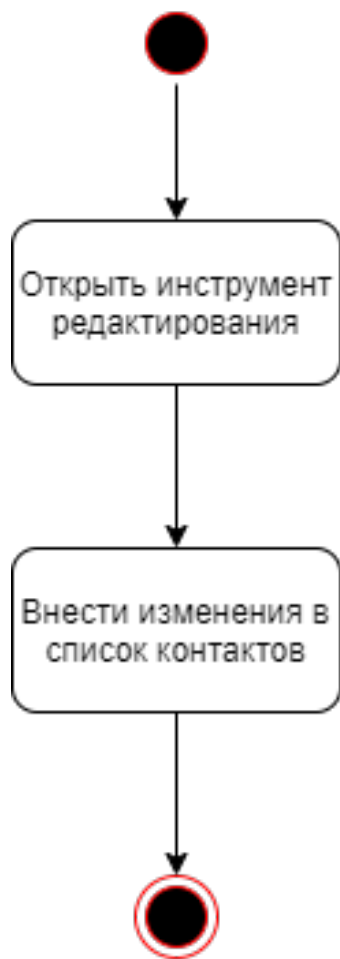 Открыть инструмент
редактирования
Внести изменения в
список контактов